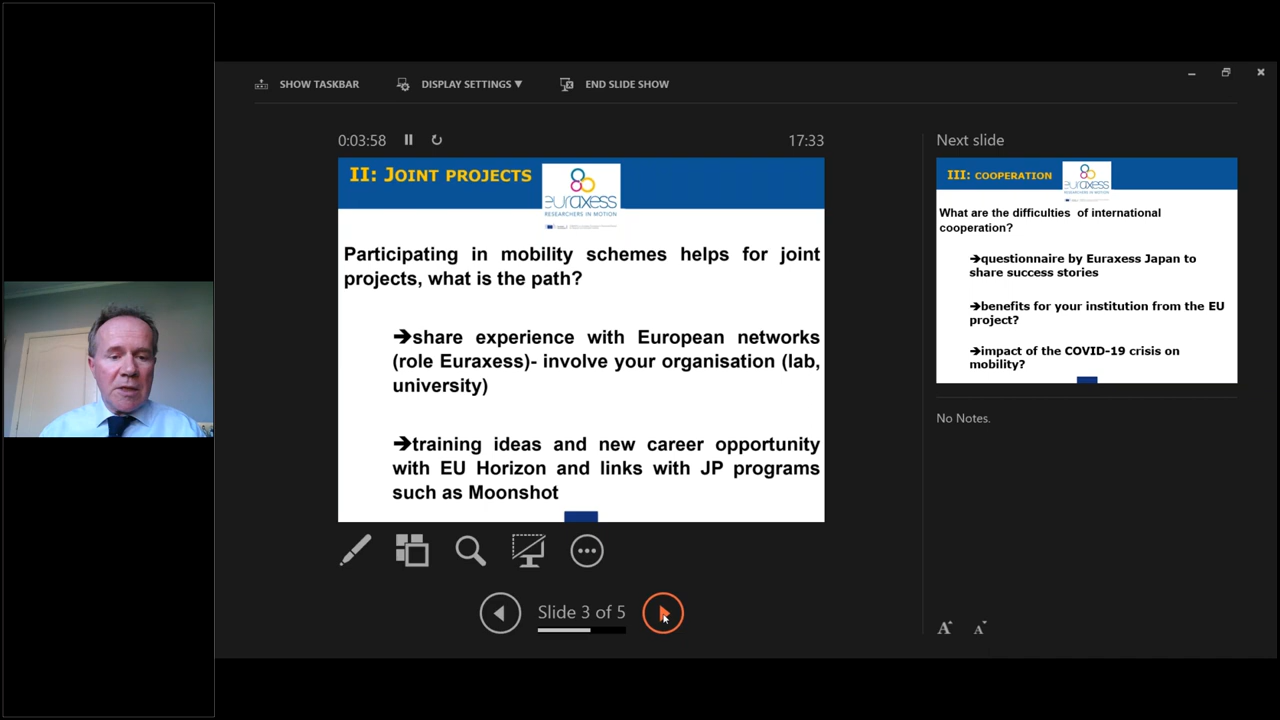 SHOW TASKBAR
DISPLAY SETTINGS ▼
END SLIDE SHOW
0:03:58
17:33
II: JOINT PROJECTS
euraxess
RESEARCHERS IN MOTION
Participating in mobility schemes helps for joint
projects, what is the path?
➔share experience with European networks
(role Euraxess)- involve your organisation (lab,
university)
➔training ideas and new career opportunity
with EU Horizon and links with JP programs
such as Moonshot
Slide 3 of 5
Next slide
III: COOPERATION
euraxess
RESEARCHERS IN MOTION
What are the difficulties of international
cooperation?
➔questionnaire by Euraxess Japan to
share success stories
➔benefits for your institution from the EU
project?
➔impact of the COVID-19 crisis on
mobility?
No Notes.
A A